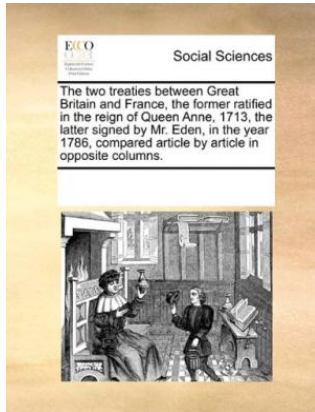 ECCO
Social Sciences
The two treaties between Great
Britain and France, the former ratified
in the reign of Queen Anne, 1713, the
latter signed by Mr. Eden, in the year
1786, compared article by article in
opposite columns.